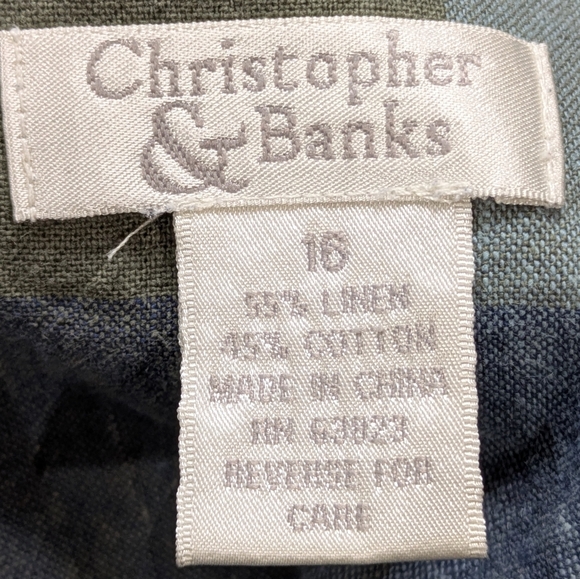 Christopher
& Banks
16
55% LINEN
45% COTTON
MADE IN CHINA
RN 63823
REVERSE FOR
CARE